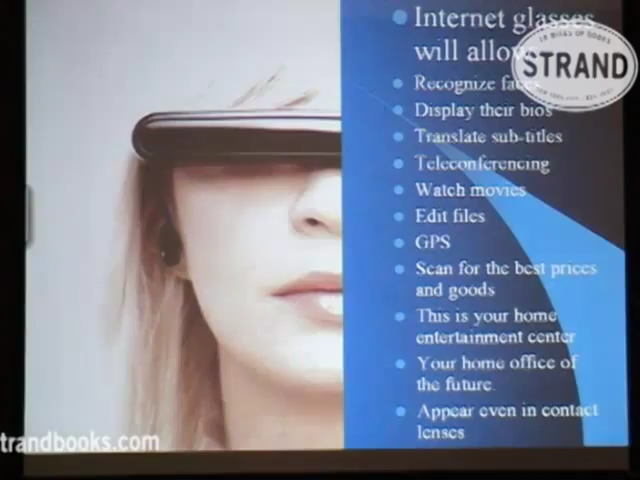 Internet glasses
will allow
STRAND
Recognize faces
Display their bios
Translate sub-titles
Teleconferencing
Watch movies
Edit files
GPS
Scan for the best prices
and goods
This is your home
entertainment center
Your home office of
the future
Appear even in contact
lenses
trandbooks.com